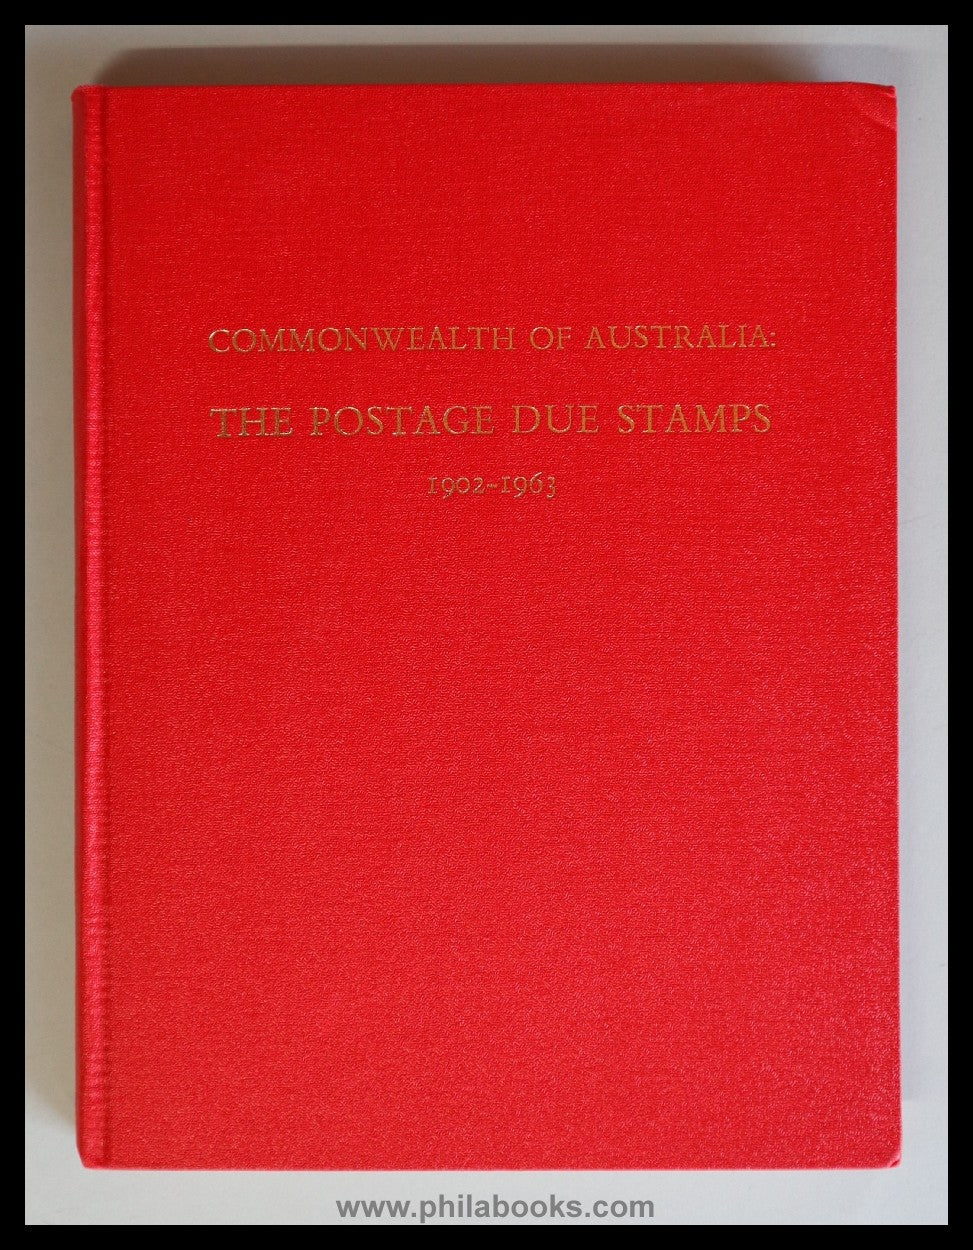 COMMONWEALTH OF AUSTRALIA:
THE POSTAGE DUE STAMPS
1902-1963
www.philabooks.com